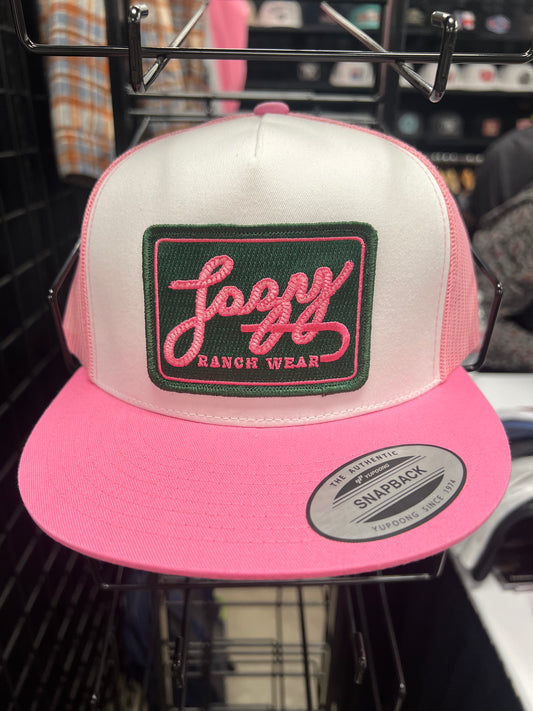 Lazy J
RANCH WEAR
THE AUTHENTIC
YUPOONG
SNAPBACK
YUPOONG SINCE 1974